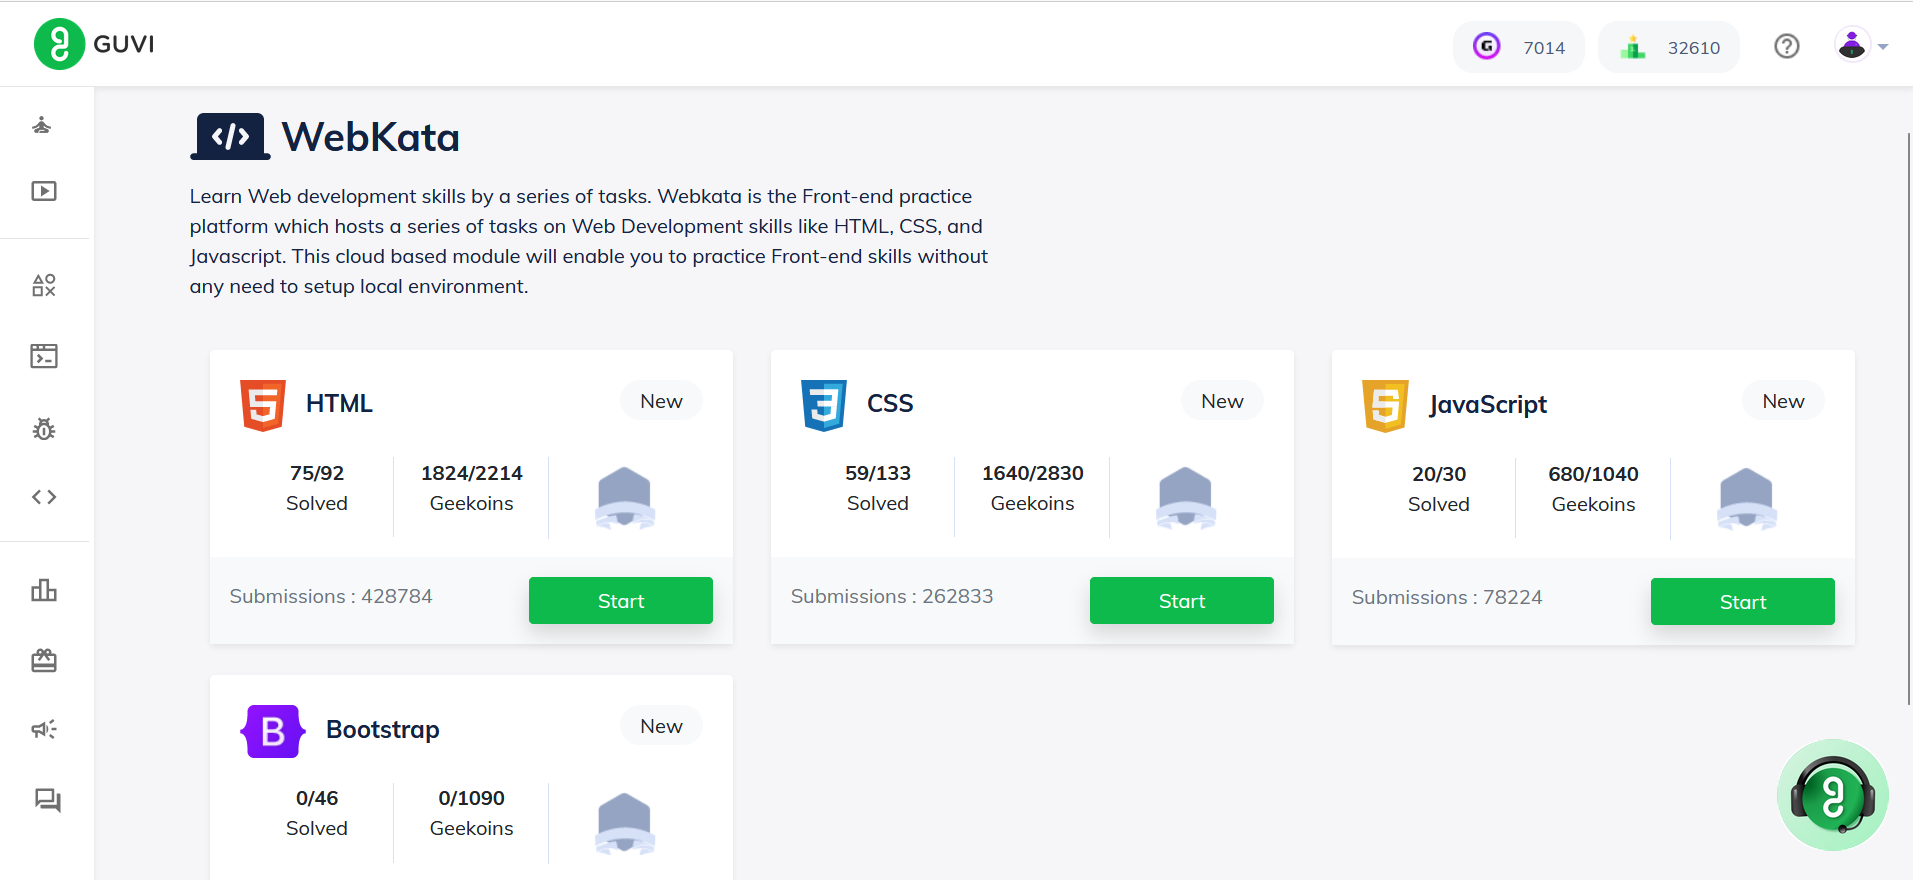 GUVI
7014
32610
WebKata
Learn Web development skills by a series of tasks. Webkata is the Front-end practice
platform which hosts a series of tasks on Web Development skills like HTML, CSS, and
Javascript. This cloud based module will enable you to practice Front-end skills without
any need to setup local environment.
HTML
New
75/92
Solved
1824/2214
Geekoins
Submissions : 428784
Start
CSS
New
59/133
Solved
1640/2830
Geekoins
Submissions : 262833
Start
JavaScript
New
20/30
Solved
680/1040
Geekoins
Submissions : 78224
Start
B
Bootstrap
New
0/46
Solved
0/1090
Geekoins